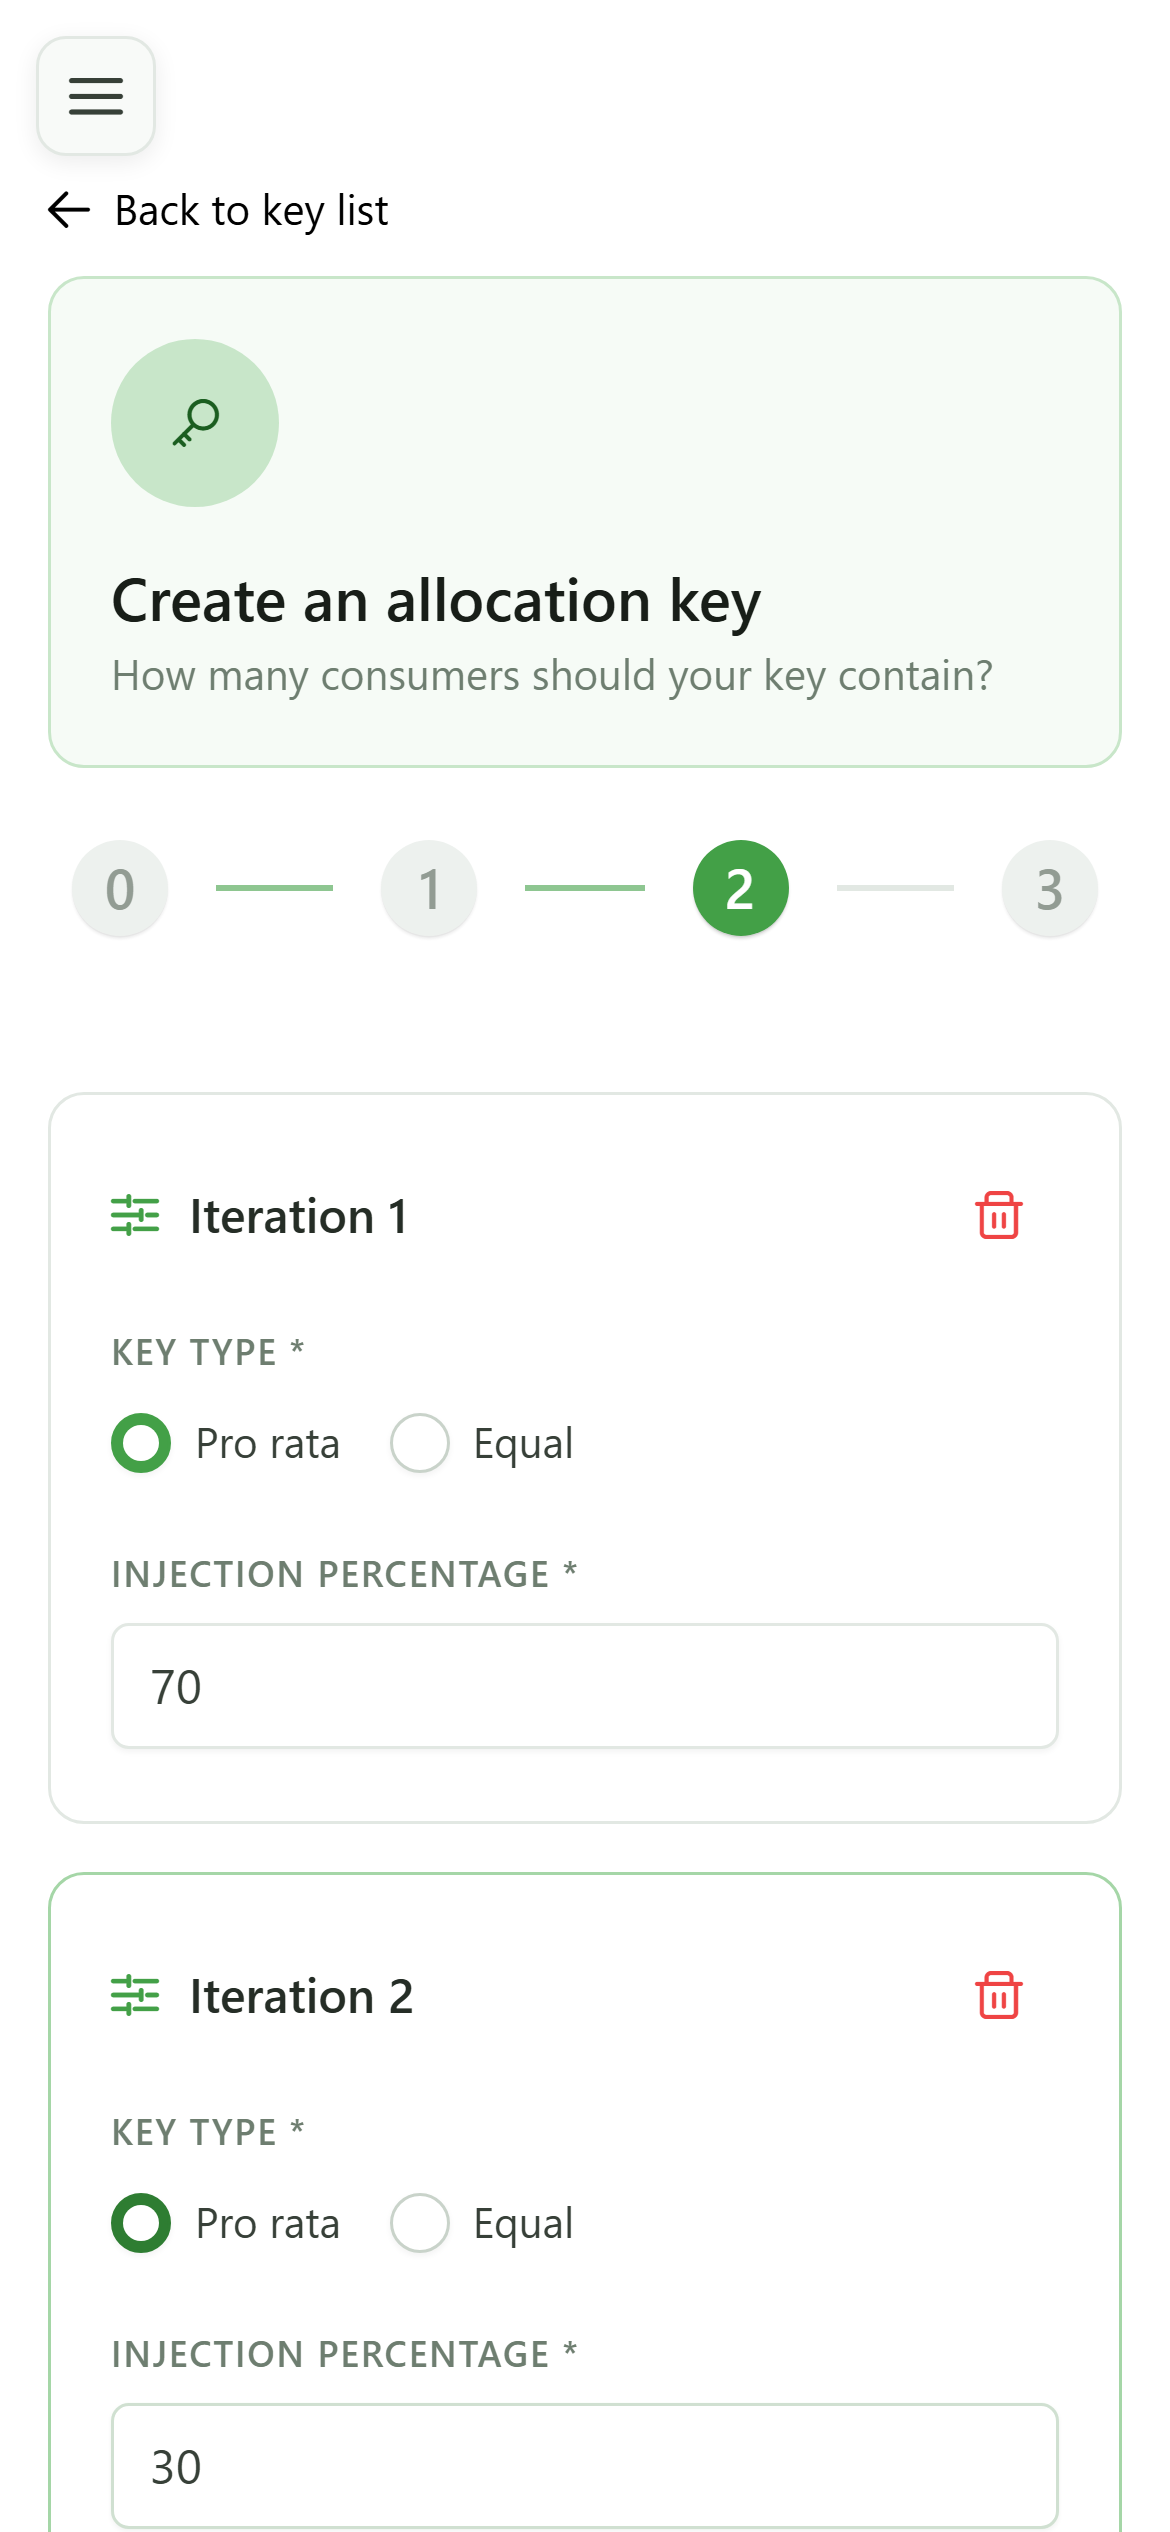 Back to key list
Create an allocation key
How many consumers should your key contain?
0 1 2 3
Iteration 1
KEY TYPE *
Pro rata Equal
INJECTION PERCENTAGE *
70
Iteration 2
KEY TYPE *
Pro rata Equal
INJECTION PERCENTAGE *
30